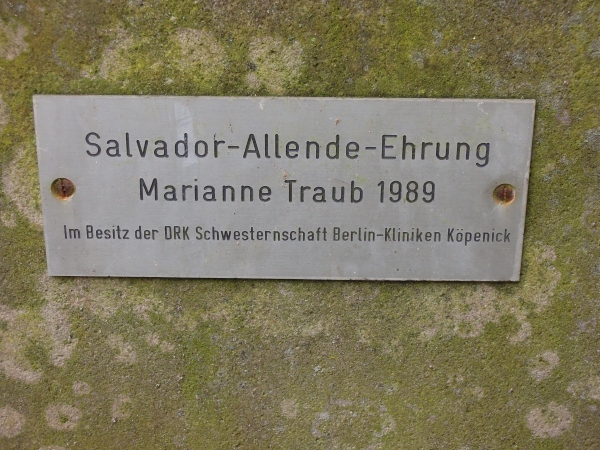 Salvador-Allende-Ehrung
Marianne Traub 1989
Im Besitz der DRK Schwesternschaft Berlin-Kliniken Köpenick